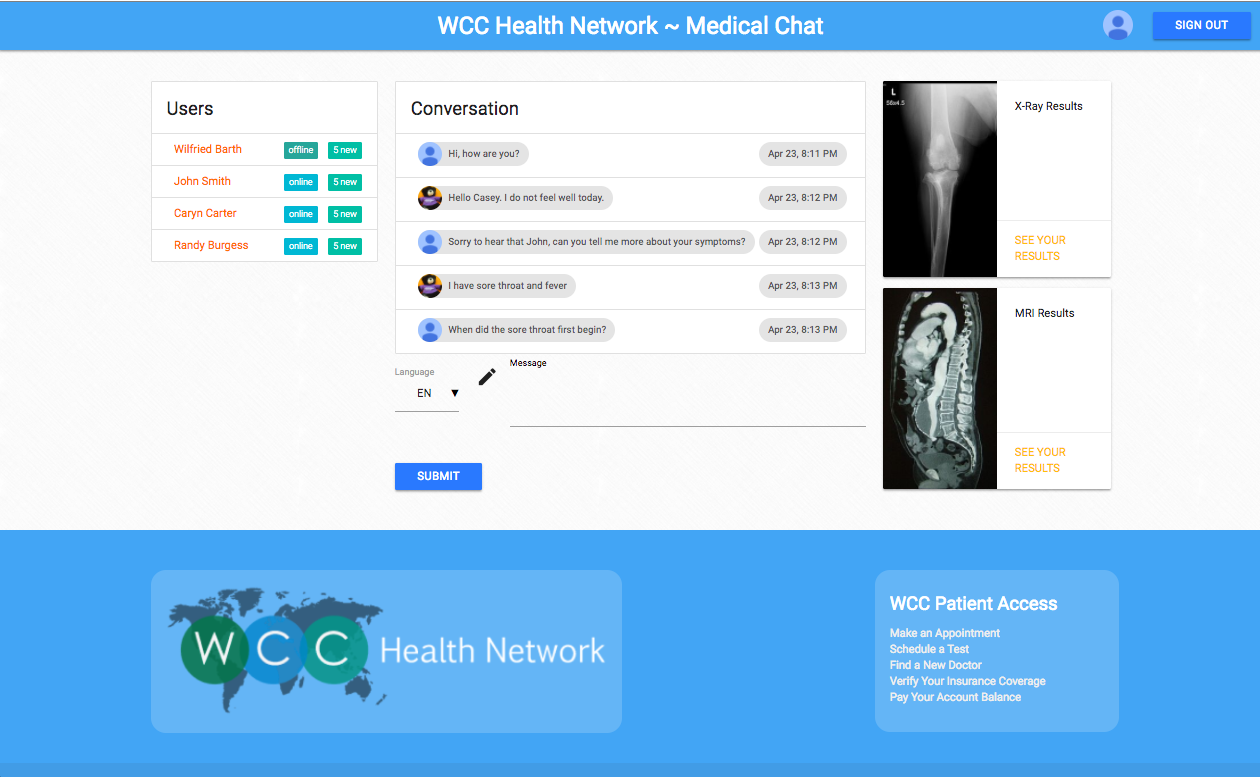 WCC Health Network ~ Medical Chat
SIGN OUT
Users
Wilfried Barth offline 5 new
John Smith online 5 new
Caryn Carter online 5 new
Randy Burgess online 5 new
Conversation
Hi, how are you? Apr 23, 8:11 PM
Hello Casey. I do not feel well today. Apr 23, 8:12 PM
Sorry to hear that John, can you tell me more about your symptoms? Apr 23, 8:12 PM
I have sore throat and fever Apr 23, 8:13 PM
When did the sore throat first begin? Apr 23, 8:13 PM
Language
EN ▼
Message
SUBMIT
L
X-Ray Results
SEE YOUR
RESULTS
MRI Results
SEE YOUR
RESULTS
WCC Health Network
WCC Patient Access
Make an Appointment
Schedule a Test
Find a New Doctor
Verify Your Insurance Coverage
Pay Your Account Balance